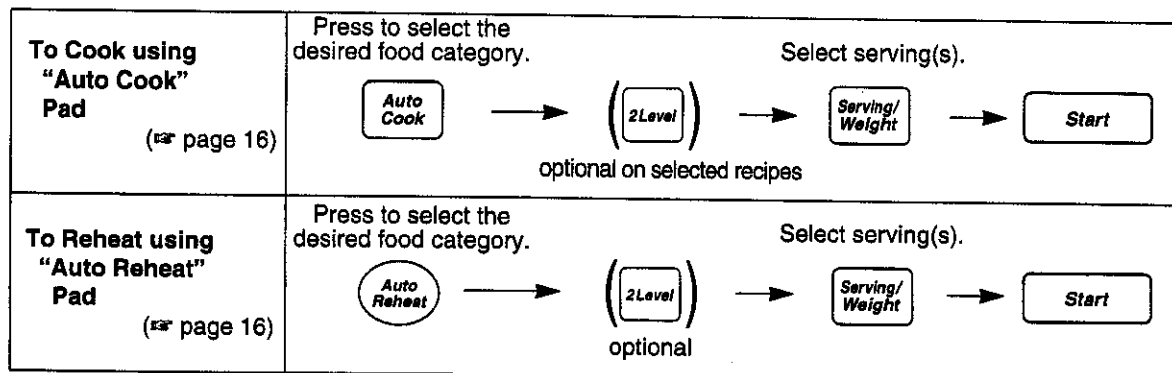 To Cook using
"Auto Cook"
Pad
(☞ page 16)
Press to select the
desired food category.
Select serving(s).
Auto
Cook
(2Level)
Serving/
Weight
Start
optional on selected recipes
To Reheat using
"Auto Reheat"
Pad
(☞ page 16)
Press to select the
desired food category.
Select serving(s).
Auto
Reheat
(2Level)
Serving/
Weight
Start
optional